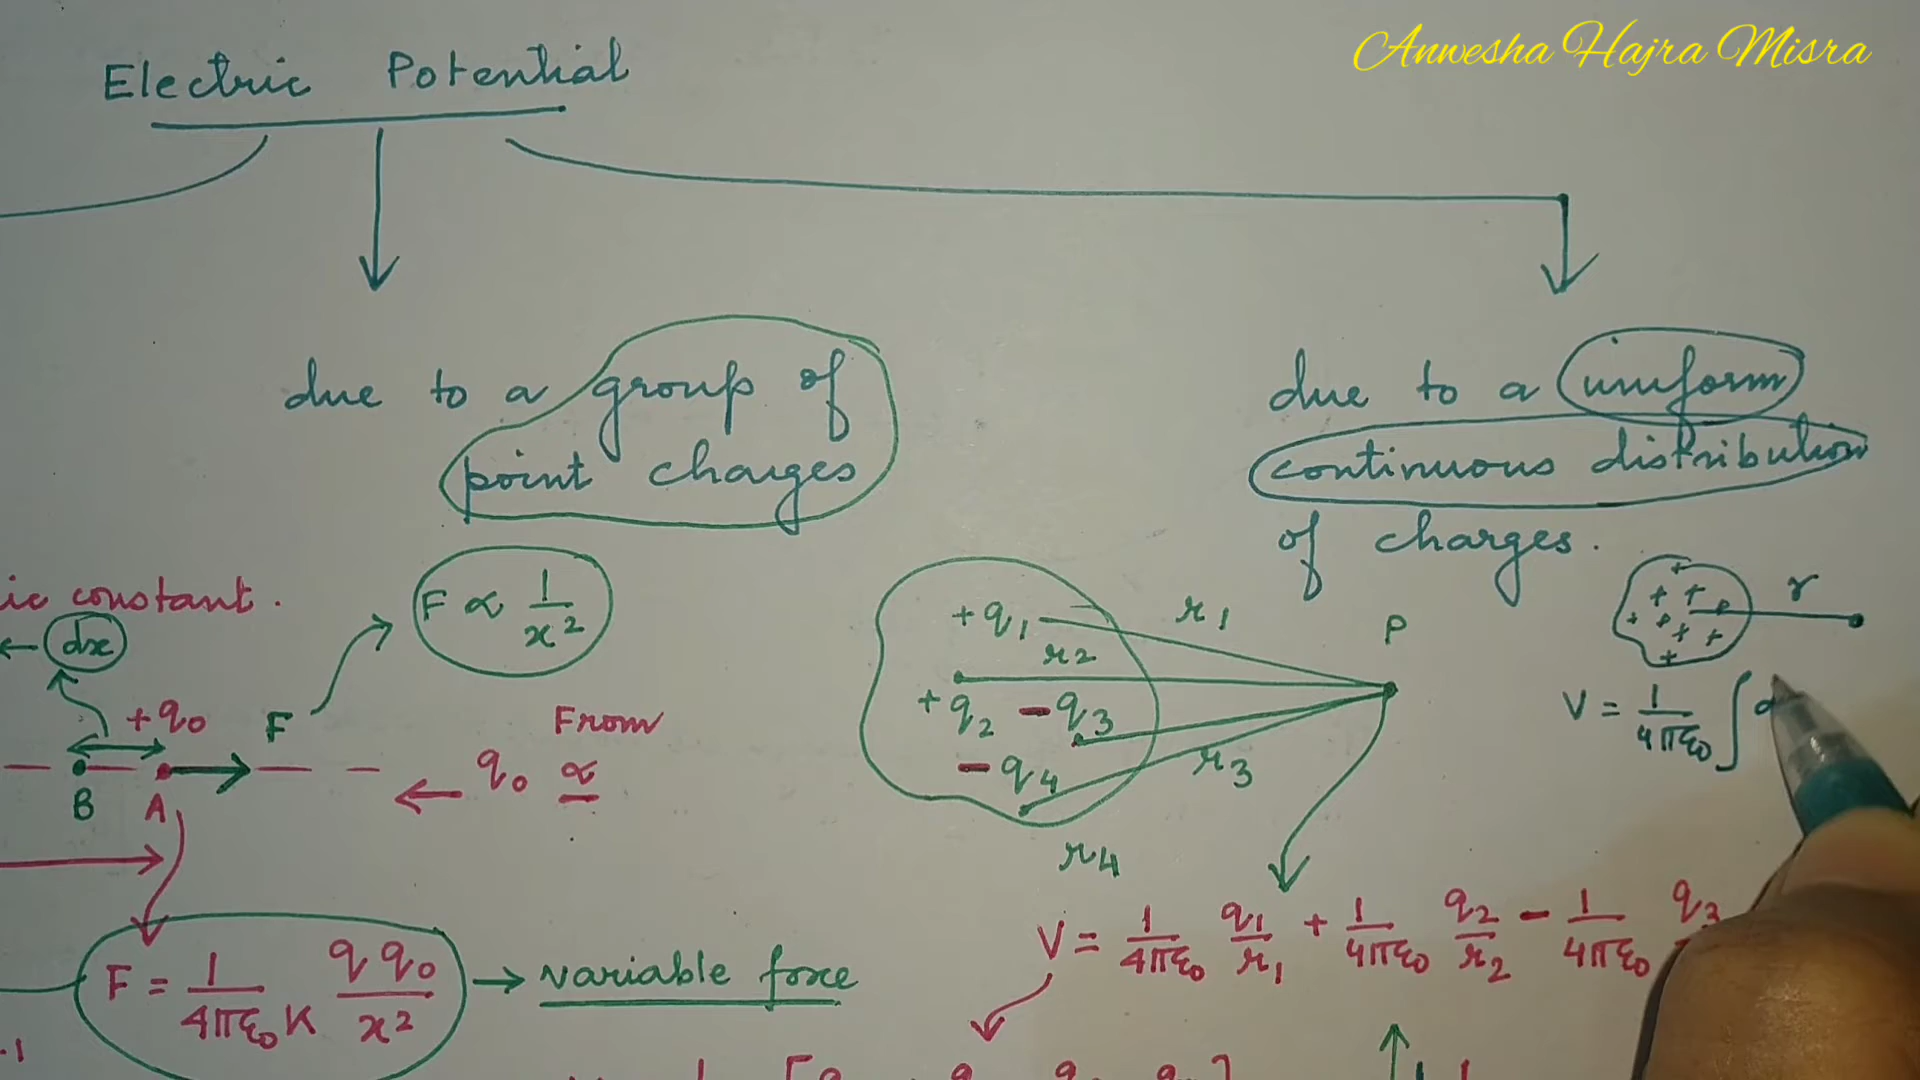 Anwesha Hajra Misra
Electric Potential
due to a group of
point charges
due to a uniform
continuous distribution
of charges.
ic constant.
dx
F ∝ 1/x²
+q₀
F
B
A
From
q₀ ∝
F = 1/4πε₀K qq₀/x²
variable force
+q₁
r₁
r₂
+q₂
-q₃
-q₄
r₃
r₄
P
+ + + + + + + + +
r
V = 1/4πε₀ ∫
V = 1/4πε₀ q₁/r₁ + 1/4πε₀ q₂/r₂ - 1/4πε₀ q₃